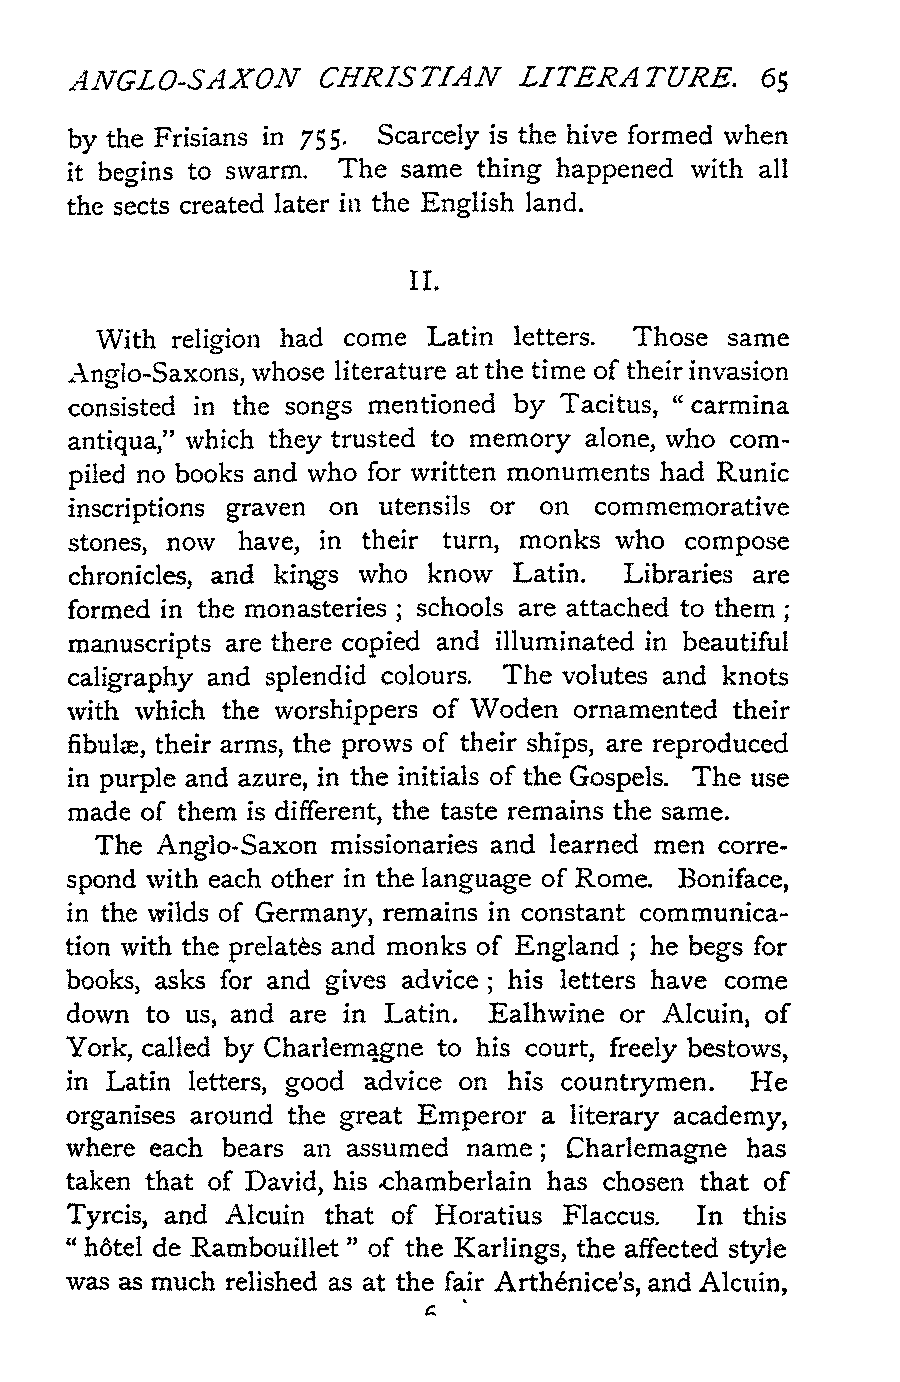 ANGLO-SAXON CHRISTIAN LITERATURE. 65
by the Frisians in 755. Scarcely is the hive formed when
it begins to swarm. The same thing happened with all
the sects created later in the English land.
II.
With religion had come Latin letters. Those same
Anglo-Saxons, whose literature at the time of their invasion
consisted in the songs mentioned by Tacitus, “ carmina
antiqua,” which they trusted to memory alone, who com-
piled no books and who for written monuments had Runic
inscriptions graven on utensils or on commemorative
stones, now have, in their turn, monks who compose
chronicles, and kings who know Latin. Libraries are
formed in the monasteries ; schools are attached to them ;
manuscripts are there copied and illuminated in beautiful
caligraphy and splendid colours. The volutes and knots
with which the worshippers of Woden ornamented their
fibulæ, their arms, the prows of their ships, are reproduced
in purple and azure, in the initials of the Gospels. The use
made of them is different, the taste remains the same.
The Anglo-Saxon missionaries and learned men corre-
spond with each other in the language of Rome. Boniface,
in the wilds of Germany, remains in constant communica-
tion with the prelates and monks of England ; he begs for
books, asks for and gives advice ; his letters have come
down to us, and are in Latin. Ealhwine or Alcuin, of
York, called by Charlemagne to his court, freely bestows,
in Latin letters, good advice on his countrymen. He
organises around the great Emperor a literary academy,
where each bears an assumed name ; Charlemagne has
taken that of David, his chamberlain has chosen that of
Tyrcis, and Alcuin that of Horatius Flaccus. In this
“ hôtel de Rambouillet ” of the Karlings, the affected style
was as much relished as at the fair Arthénice’s, and Alcuin,